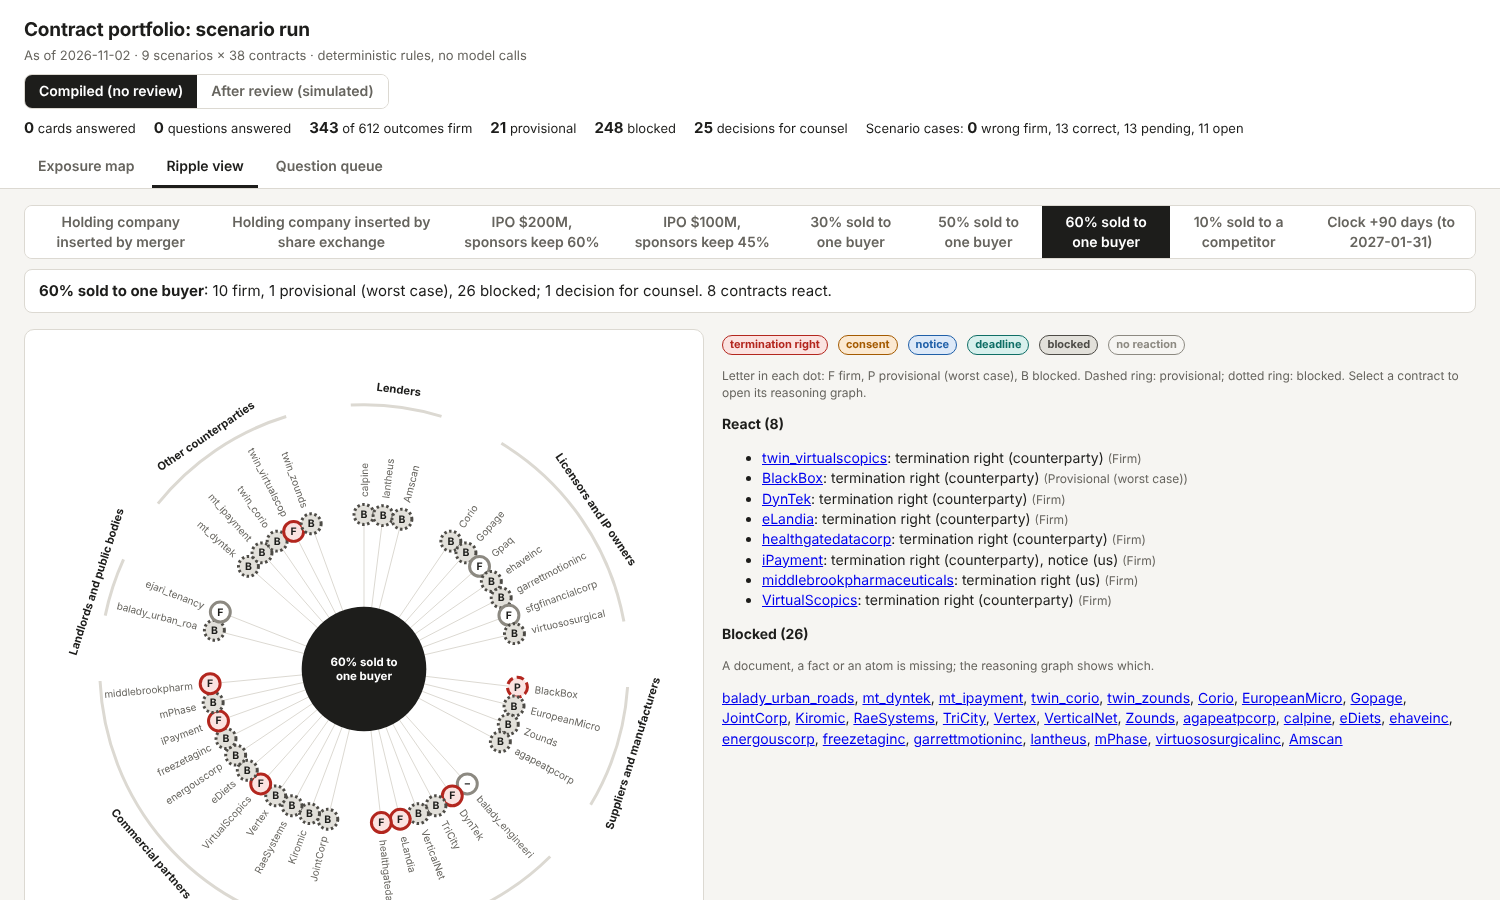 Contract portfolio: scenario run
As of 2026-11-02 · 9 scenarios × 38 contracts · deterministic rules, no model calls
Compiled (no review)
After review (simulated)
0 cards answered
0 questions answered
343 of 612 outcomes firm
21 provisional
248 blocked
25 decisions for counsel
Scenario cases: 0 wrong firm, 13 correct, 13 pending, 11 open
Exposure map
Ripple view
Question queue
Holding company
inserted by merger
Holding company inserted by
share exchange
IPO $200M,
sponsors keep 60%
IPO $100M,
sponsors keep 45%
30% sold to
one buyer
50% sold to
one buyer
60% sold to
one buyer
10% sold to a
competitor
Clock +90 days (to
2027-01-31)
60% sold to one buyer: 10 firm, 1 provisional (worst case), 26 blocked; 1 decision for counsel. 8 contracts react.
Lenders
calpine
B
lantheus
B
Amscan
B
Licensors and IP owners
Corio
B
Gopage
B
Gpaq
F
ehaveinc
B
garrettmotioninc
B
sfgfinancialcorp
F
virtuososurgical
B
Suppliers and manufacturers
BlackBox
P
EuropeanMicro
B
Zounds
B
agapeatpcorp
B
balady_engineeri
–
DynTek
F
TriCity
B
VerticalNet
B
eLandia
F
healthgateda
F
Commercial partners
JointCorp
B
Kiromic
B
RaeSystems
B
Vertex
B
VirtualScopics
F
eDiets
B
energouscorp
B
freezetaginc
B
iPayment
F
mPhase
B
middlebrookpharm
F
Landlords and public bodies
balady_urban_roa
B
ejari_tenancy
F
Other counterparties
mt_dyntek
B
mt_ipayment
B
twin_corio
B
twin_virtualscop
F
twin_zounds
B
60% sold to
one buyer
termination right
consent
notice
deadline
blocked
no reaction
Letter in each dot: F firm, P provisional (worst case), B blocked. Dashed ring: provisional; dotted ring: blocked. Select a contract to
open its reasoning graph.
React (8)
twin_virtualscopics: termination right (counterparty) (Firm)
BlackBox: termination right (counterparty) (Provisional (worst case))
DynTek: termination right (counterparty) (Firm)
eLandia: termination right (counterparty) (Firm)
healthgatedatacorp: termination right (counterparty) (Firm)
iPayment: termination right (counterparty), notice (us) (Firm)
middlebrookpharmaceuticals: termination right (us) (Firm)
VirtualScopics: termination right (counterparty) (Firm)
Blocked (26)
A document, a fact or an atom is missing; the reasoning graph shows which.
balady_urban_roads, mt_dyntek, mt_ipayment, twin_corio, twin_zounds, Corio, EuropeanMicro, Gopage,
JointCorp, Kiromic, RaeSystems, TriCity, Vertex, VerticalNet, Zounds, agapeatpcorp, calpine, eDiets, ehaveinc,
energouscorp, freezetaginc, garrettmotioninc, lantheus, mPhase, virtuososurgicalinc, Amscan